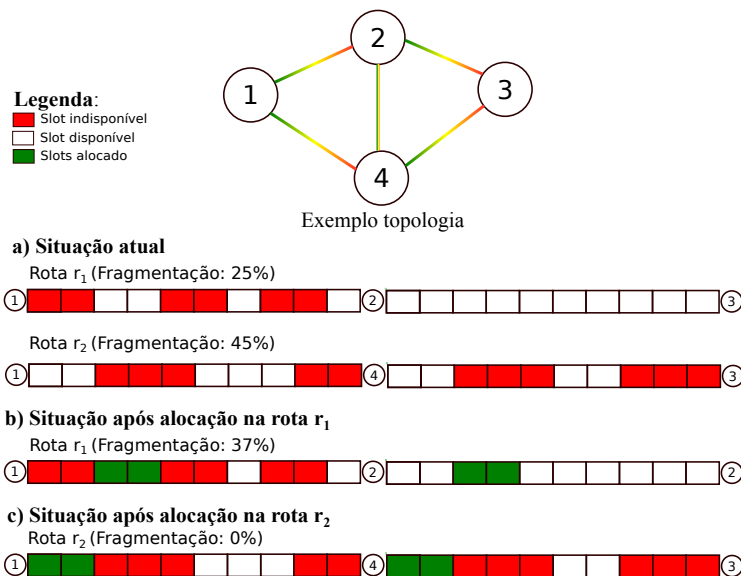 2
1
3
4
Legenda:
Slot indisponível
Slot disponível
Slots alocado
Exemplo topologia
a) Situação atual
Rota r₁ (Fragmentação: 25%)
1 2 3
Rota r₂ (Fragmentação: 45%)
1 4 3
b) Situação após alocação na rota r₁
Rota r₁ (Fragmentação: 37%)
1 2 2
c) Situação após alocação na rota r₂
Rota r₂ (Fragmentação: 0%)
1 4 3